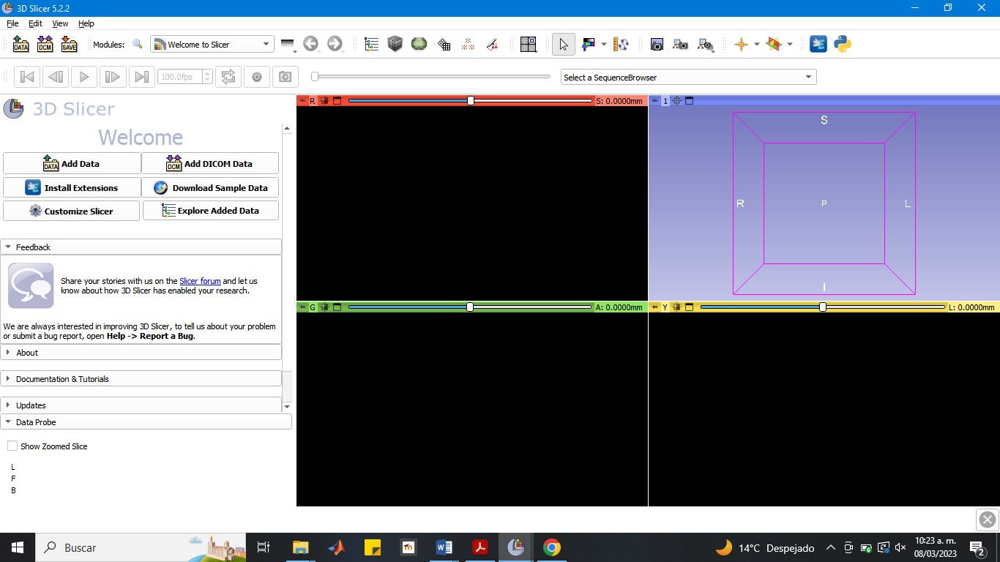 3D Slicer 5.2.2
File Edit View Help
DATA DCM SAVE Modules: Welcome to Slicer
100.0fps Select a SequenceBrowser
3D Slicer
Welcome
DATA Add Data DCM Add DICOM Data
Install Extensions Download Sample Data
Customize Slicer Explore Added Data
Feedback
Share your stories with us on the Slicer forum and let us
know about how 3D Slicer has enabled your research.
We are always interested in improving 3D Slicer, to tell us about your problem
or submit a bug report, open Help -> Report a Bug.
About
Documentation & Tutorials
Updates
Data Probe
Show Zoomed Slice
L
F
B
R S: 0.0000mm
1
S
R P L
I
G A: 0.0000mm
Y L: 0.0000mm
Buscar
14°C Despejado
10:23 a. m.
08/03/2023
2